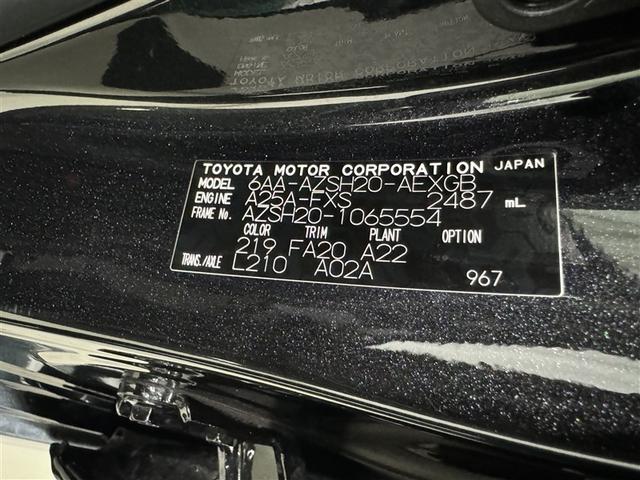 TOYOTA MOTOR CORPORATION JAPAN
MODEL 6AA-AZSH20-AEXGB
ENGINE A25A-FXS 2487 mL
FRAME No. AZSH20-1065554
COLOR TRIM PLANT OPTION
219 FA20 A22
TRANS./AXLE L210 A02A
967